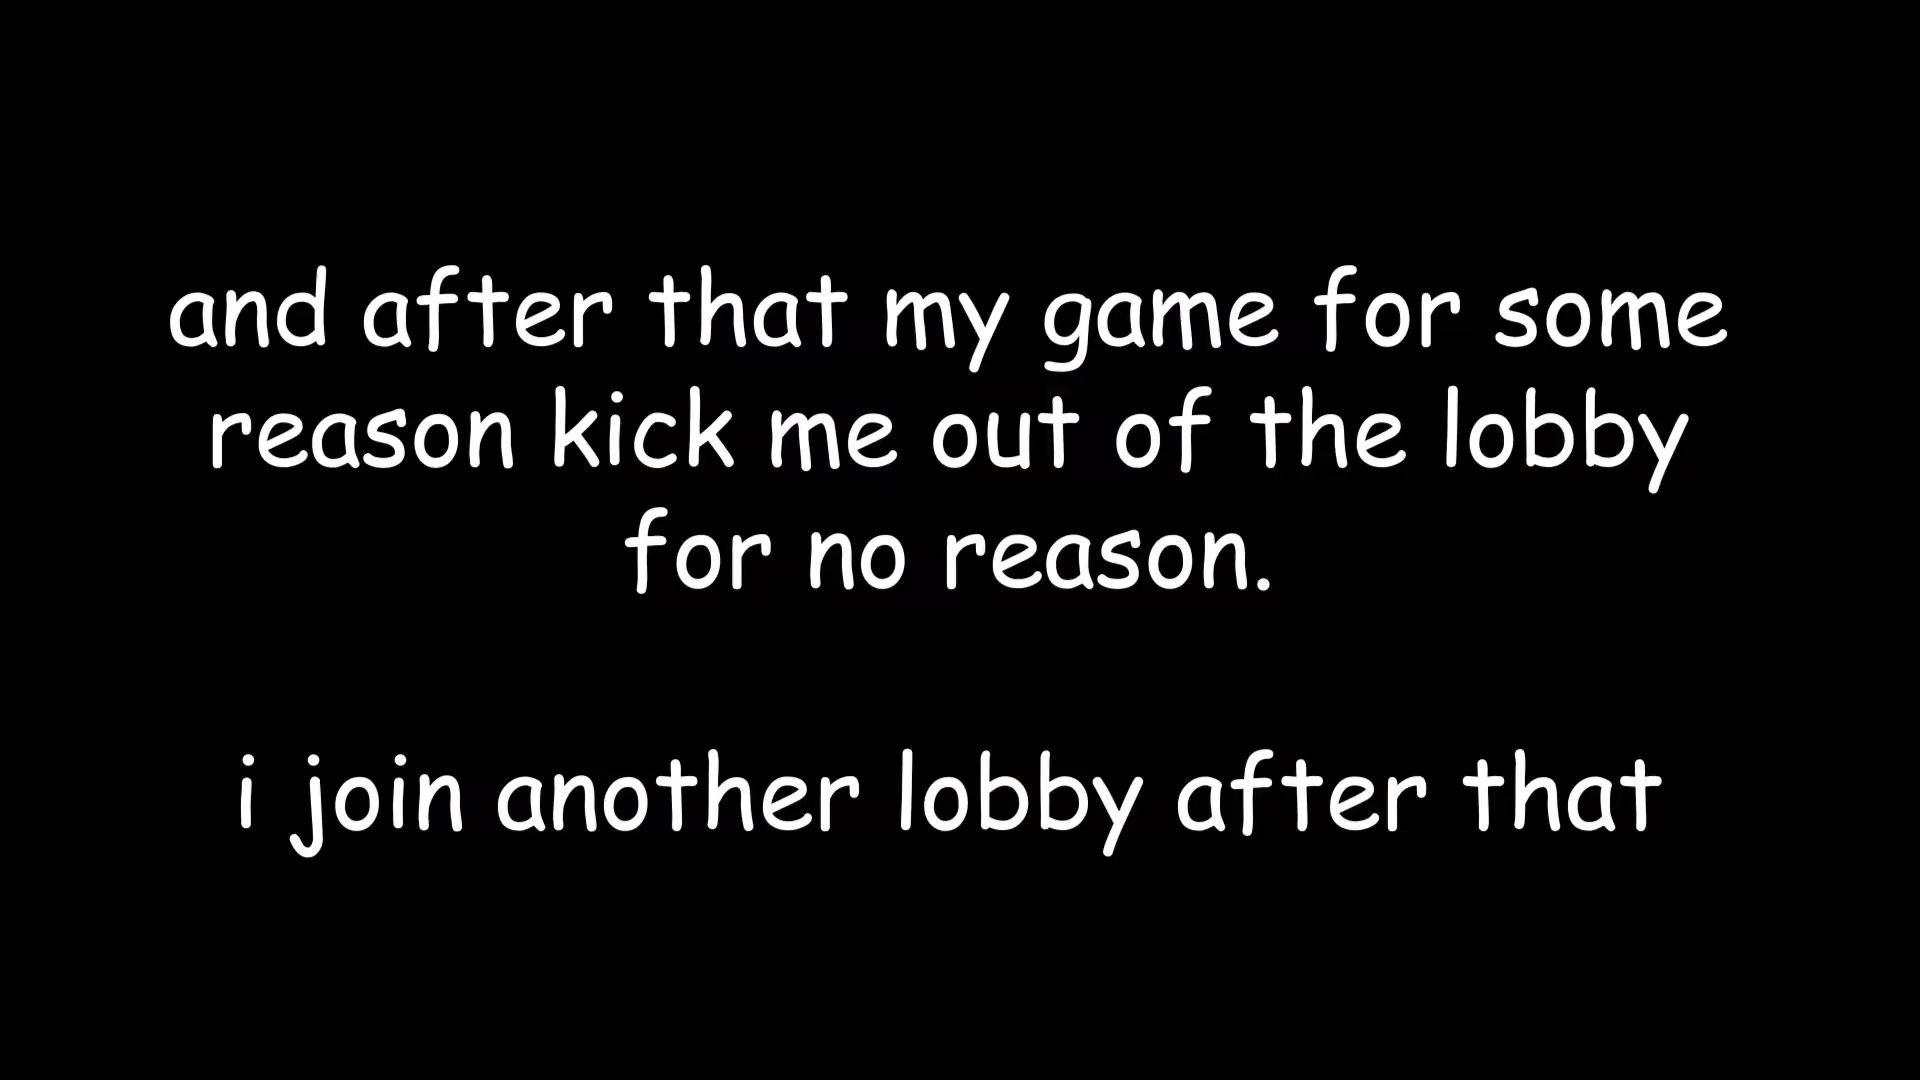 and after that my game for some
reason kick me out of the lobby
for no reason.
i join another lobby after that